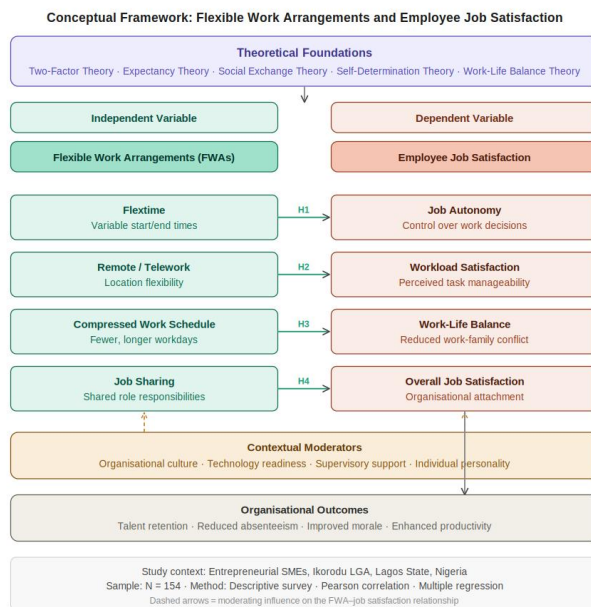 Conceptual Framework: Flexible Work Arrangements and Employee Job Satisfaction
Theoretical Foundations
Two-Factor Theory · Expectancy Theory · Social Exchange Theory · Self-Determination Theory · Work-Life Balance Theory
Independent Variable
Dependent Variable
Flexible Work Arrangements (FWAs)
Employee Job Satisfaction
Flextime
Variable start/end times
H1
Job Autonomy
Control over work decisions
Remote / Telework
Location flexibility
H2
Workload Satisfaction
Perceived task manageability
Compressed Work Schedule
Fewer, longer workdays
H3
Work-Life Balance
Reduced work-family conflict
Job Sharing
Shared role responsibilities
H4
Overall Job Satisfaction
Organisational attachment
Contextual Moderators
Organisational culture · Technology readiness · Supervisory support · Individual personality
Organisational Outcomes
Talent retention · Reduced absenteeism · Improved morale · Enhanced productivity
Study context: Entrepreneurial SMEs, Ikorodu LGA, Lagos State, Nigeria
Sample: N = 154 · Method: Descriptive survey · Pearson correlation · Multiple regression
Dashed arrows = moderating influence on the FWA–job satisfaction relationship